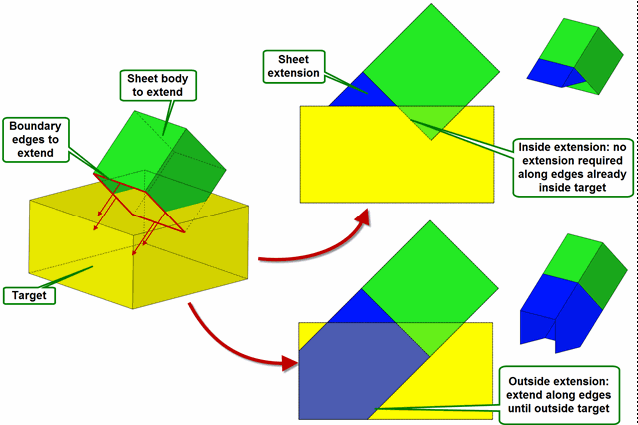 Sheet body
to extend
Boundary
edges to
extend
Target
Sheet
extension
Inside extension: no
extension required
along edges already
inside target
Outside extension:
extend along edges
until outside target